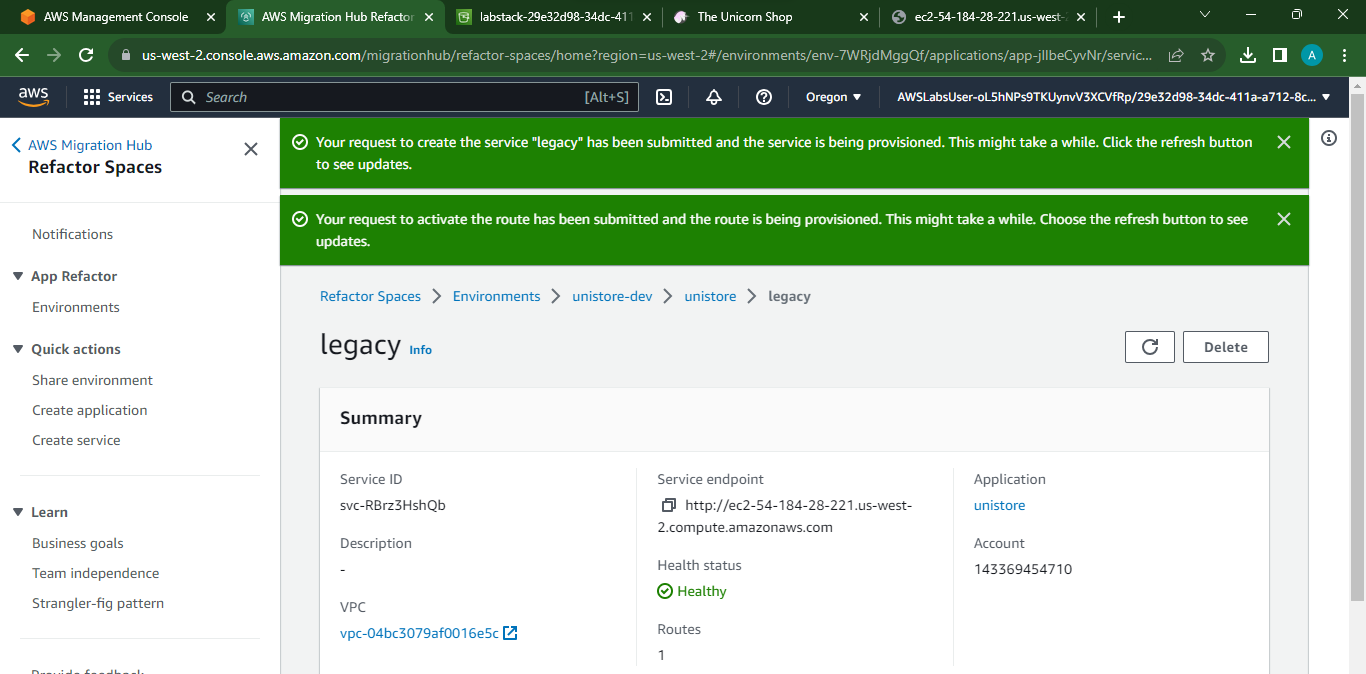 AWS Management Console
AWS Migration Hub Refactor
labstack-29e32d98-34dc-411
The Unicorn Shop
ec2-54-184-28-221.us-west-
us-west-2.console.aws.amazon.com/migrationhub/refactor-spaces/home?region=us-west-2#/environments/env-7WRjdMggQf/applications/app-jIlbeCyvNr/servic...
A
aws
Services
Search
[Alt+S]
Oregon
AWSLabsUser-oL5hNPs9TKUynvV3XCVfRp/29e32d98-34dc-411a-a712-8c...
AWS Migration Hub
Refactor Spaces
Notifications
App Refactor
Environments
Quick actions
Share environment
Create application
Create service
Learn
Business goals
Team independence
Strangler-fig pattern
Provide feedback
Your request to create the service "legacy" has been submitted and the service is being provisioned. This might take a while. Click the refresh button
to see updates.
Your request to activate the route has been submitted and the route is being provisioned. This might take a while. Choose the refresh button to see
updates.
Refactor Spaces
Environments
unistore-dev
unistore
legacy
legacy Info
Delete
Summary
Service ID
svc-RBrz3HshQb
Description
-
VPC
vpc-04bc3079af0016e5c
Service endpoint
http://ec2-54-184-28-221.us-west-
2.compute.amazonaws.com
Health status
Healthy
Routes
1
Application
unistore
Account
143369454710